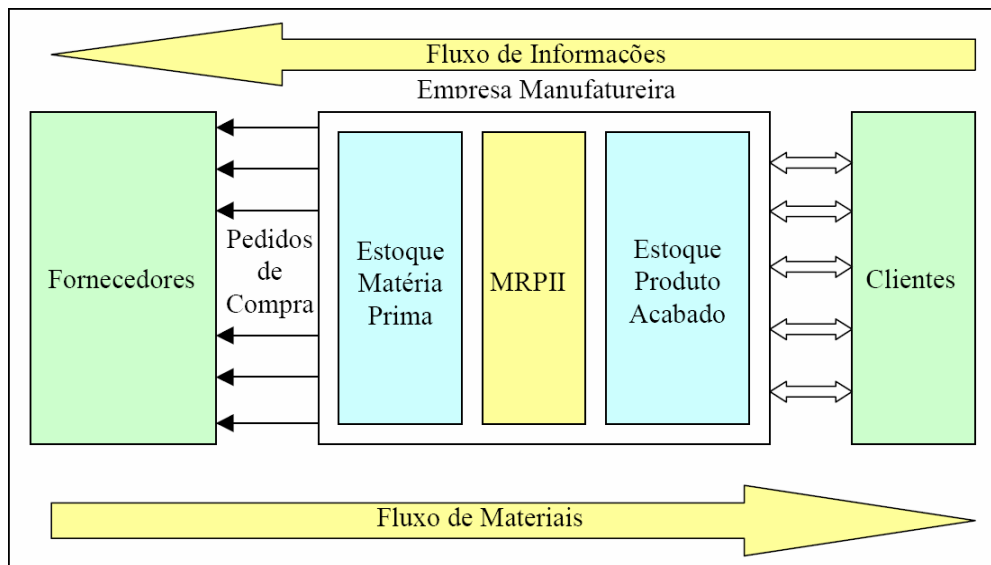 Fluxo de Informações
Empresa Manufatureira
Fornecedores
Pedidos
de
Compra
Estoque
Matéria
Prima
MRPII
Estoque
Produto
Acabado
Clientes
Fluxo de Materiais